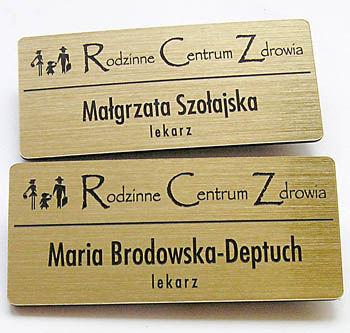 Rodzinne Centrum Zdrowia
Małgrzata Szołajska
lekarz
Rodzinne Centrum Zdrowia
Maria Brodowska-Deptuch
lekarz